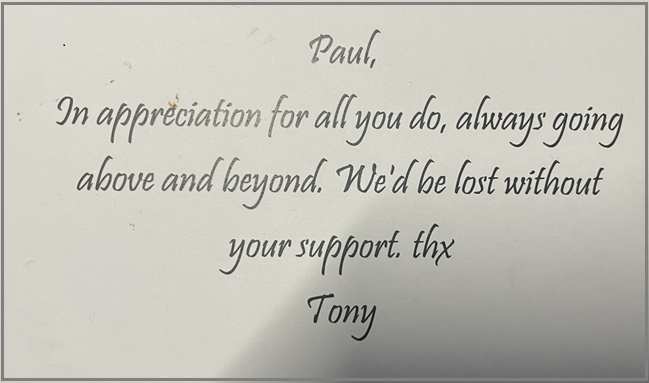 Paul,
In appreciation for all you do, always going
above and beyond. We'd be lost without
your support. thx
Tony